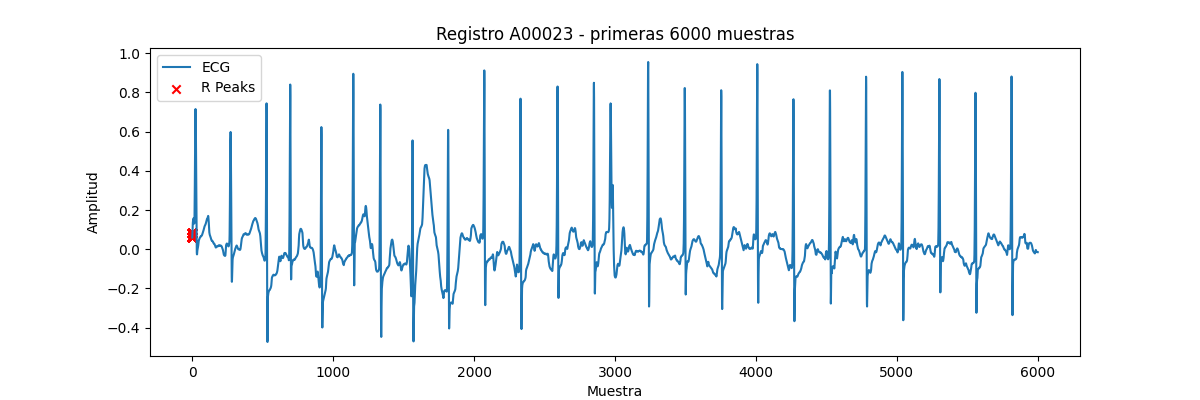 Registro A00023 - primeras 6000 muestras
ECG
R Peaks
Amplitud
1.0
0.8
0.6
0.4
0.2
0.0
−0.2
−0.4
0 1000 2000 3000 4000 5000 6000
Muestra